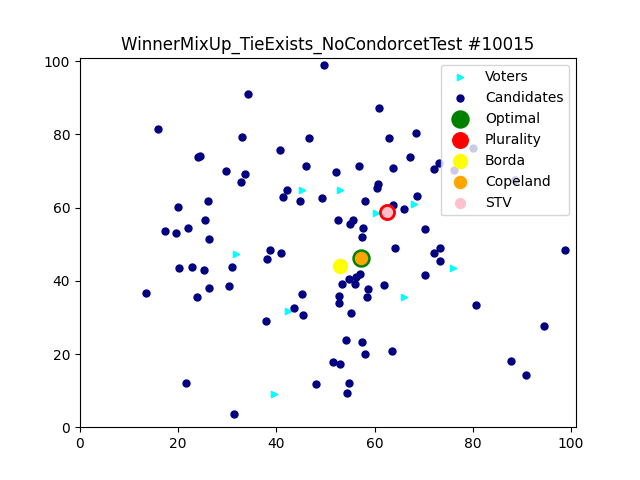 WinnerMixUp_TieExists_NoCondorcetTest #10015
Voters
Candidates
Optimal
Plurality
Borda
Copeland
STV
100
80
60
40
20
0
0 20 40 60 80 100